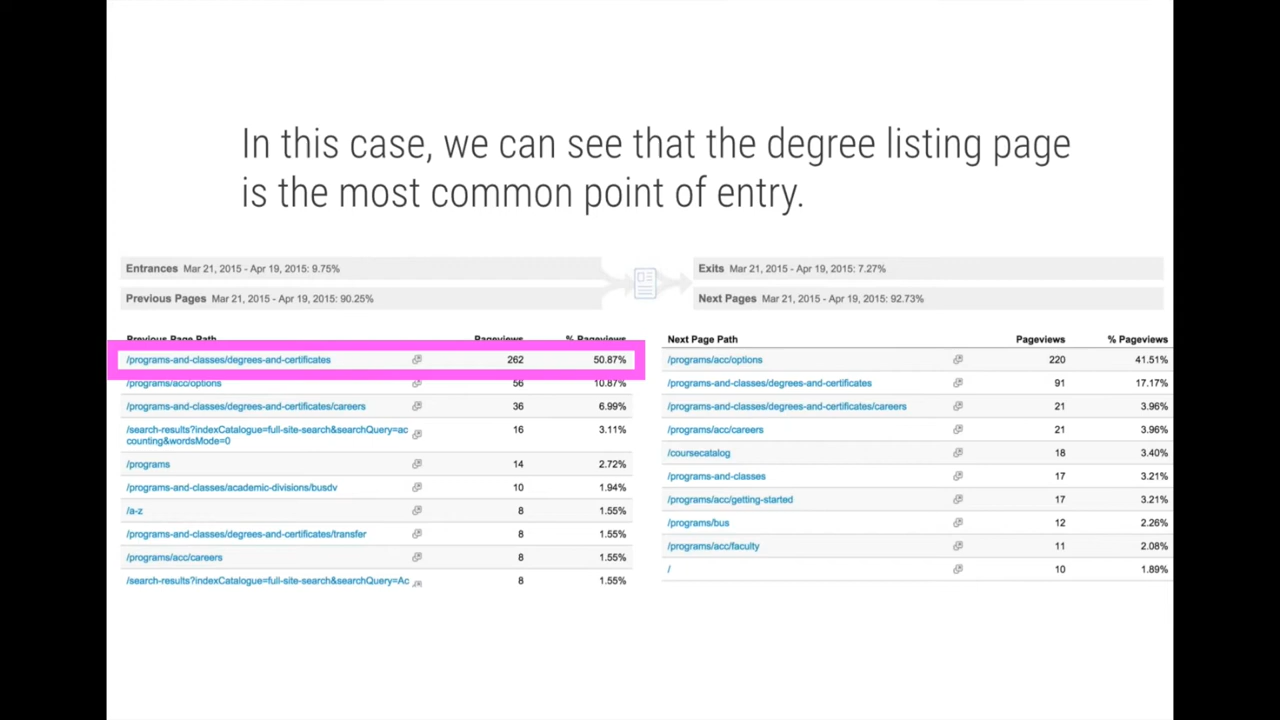 In this case, we can see that the degree listing page
is the most common point of entry.
Entrances Mar 21, 2015 - Apr 19, 2015: 9.75%
Exits Mar 21, 2015 - Apr 19, 2015: 7.27%
Previous Pages Mar 21, 2015 - Apr 19, 2015: 90.25%
Next Pages Mar 21, 2015 - Apr 19, 2015: 92.73%
Previous Page Path Pageviews % Pageviews
/programs-and-classes/degrees-and-certificates 262 50.87%
/programs/acc/options 56 10.87%
/programs-and-classes/degrees-and-certificates/careers 36 6.99%
/search-results?indexCatalogue=full-site-search&searchQuery=ac 16 3.11%
counting&wordsMode=0
/programs 14 2.72%
/programs-and-classes/academic-divisions/busdv 10 1.94%
/a-z 8 1.55%
/programs-and-classes/degrees-and-certificates/transfer 8 1.55%
/programs/acc/careers 8 1.55%
/search-results?indexCatalogue=full-site-search&searchQuery=Ac 8 1.55%
Next Page Path Pageviews % Pageviews
/programs/acc/options 220 41.51%
/programs-and-classes/degrees-and-certificates 91 17.17%
/programs-and-classes/degrees-and-certificates/careers 21 3.96%
/programs/acc/careers 21 3.96%
/coursecatalog 18 3.40%
/programs-and-classes 17 3.21%
/programs/acc/getting-started 17 3.21%
/programs/bus 12 2.26%
/programs/acc/faculty 11 2.08%
/ 10 1.89%